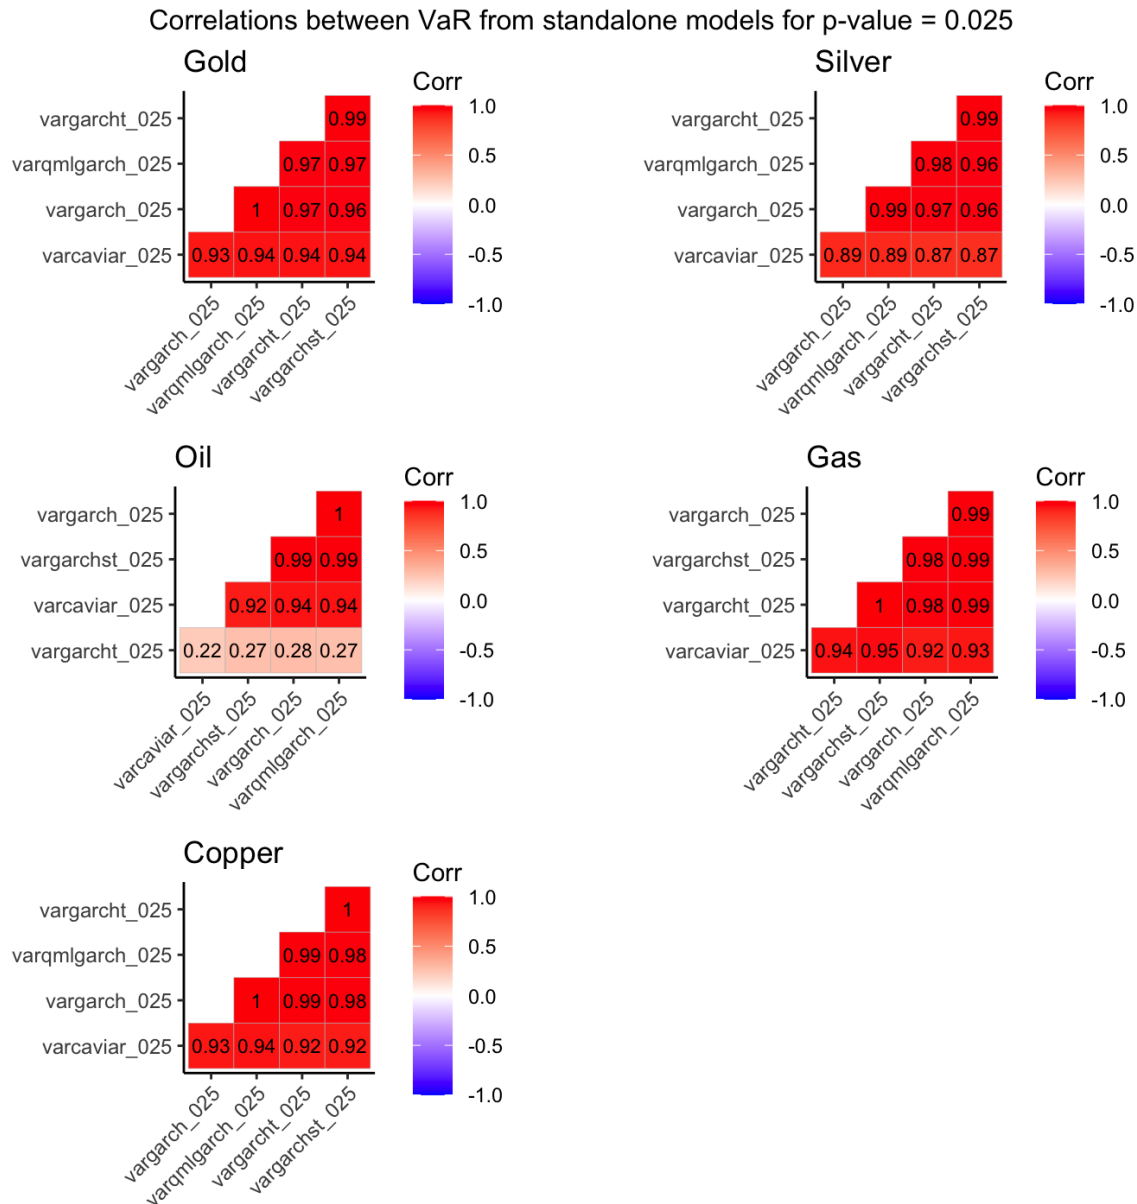 Correlations between VaR from standalone models for p-value = 0.025
Gold
Corr
vargarcht_025
varqmlgarch_025
vargarch_025
varcaviar_025
0.99
0.97 0.97
1 0.97 0.96
0.93 0.94 0.94 0.94
vargarch_025
varqmlgarch_025
vargarcht_025
vargarchst_025
1.0
0.5
0.0
-0.5
-1.0
Silver
Corr
vargarcht_025
varqmlgarch_025
vargarch_025
varcaviar_025
0.99
0.98 0.96
0.99 0.97 0.96
0.89 0.89 0.87 0.87
vargarch_025
varqmlgarch_025
vargarcht_025
vargarchst_025
1.0
0.5
0.0
-0.5
-1.0
Oil
Corr
vargarch_025
vargarchst_025
varcaviar_025
vargarcht_025
1
0.99 0.99
0.92 0.94 0.94
0.22 0.27 0.28 0.27
varcaviar_025
vargarchst_025
vargarch_025
varqmlgarch_025
1.0
0.5
0.0
-0.5
-1.0
Gas
Corr
vargarch_025
vargarchst_025
vargarcht_025
varcaviar_025
0.99
0.98 0.99
1 0.98 0.99
0.94 0.95 0.92 0.93
vargarcht_025
vargarchst_025
vargarch_025
varqmlgarch_025
1.0
0.5
0.0
-0.5
-1.0
Copper
Corr
vargarcht_025
varqmlgarch_025
vargarch_025
varcaviar_025
1
0.99 0.98
1 0.99 0.98
0.93 0.94 0.92 0.92
vargarch_025
varqmlgarch_025
vargarcht_025
vargarchst_025
1.0
0.5
0.0
-0.5
-1.0